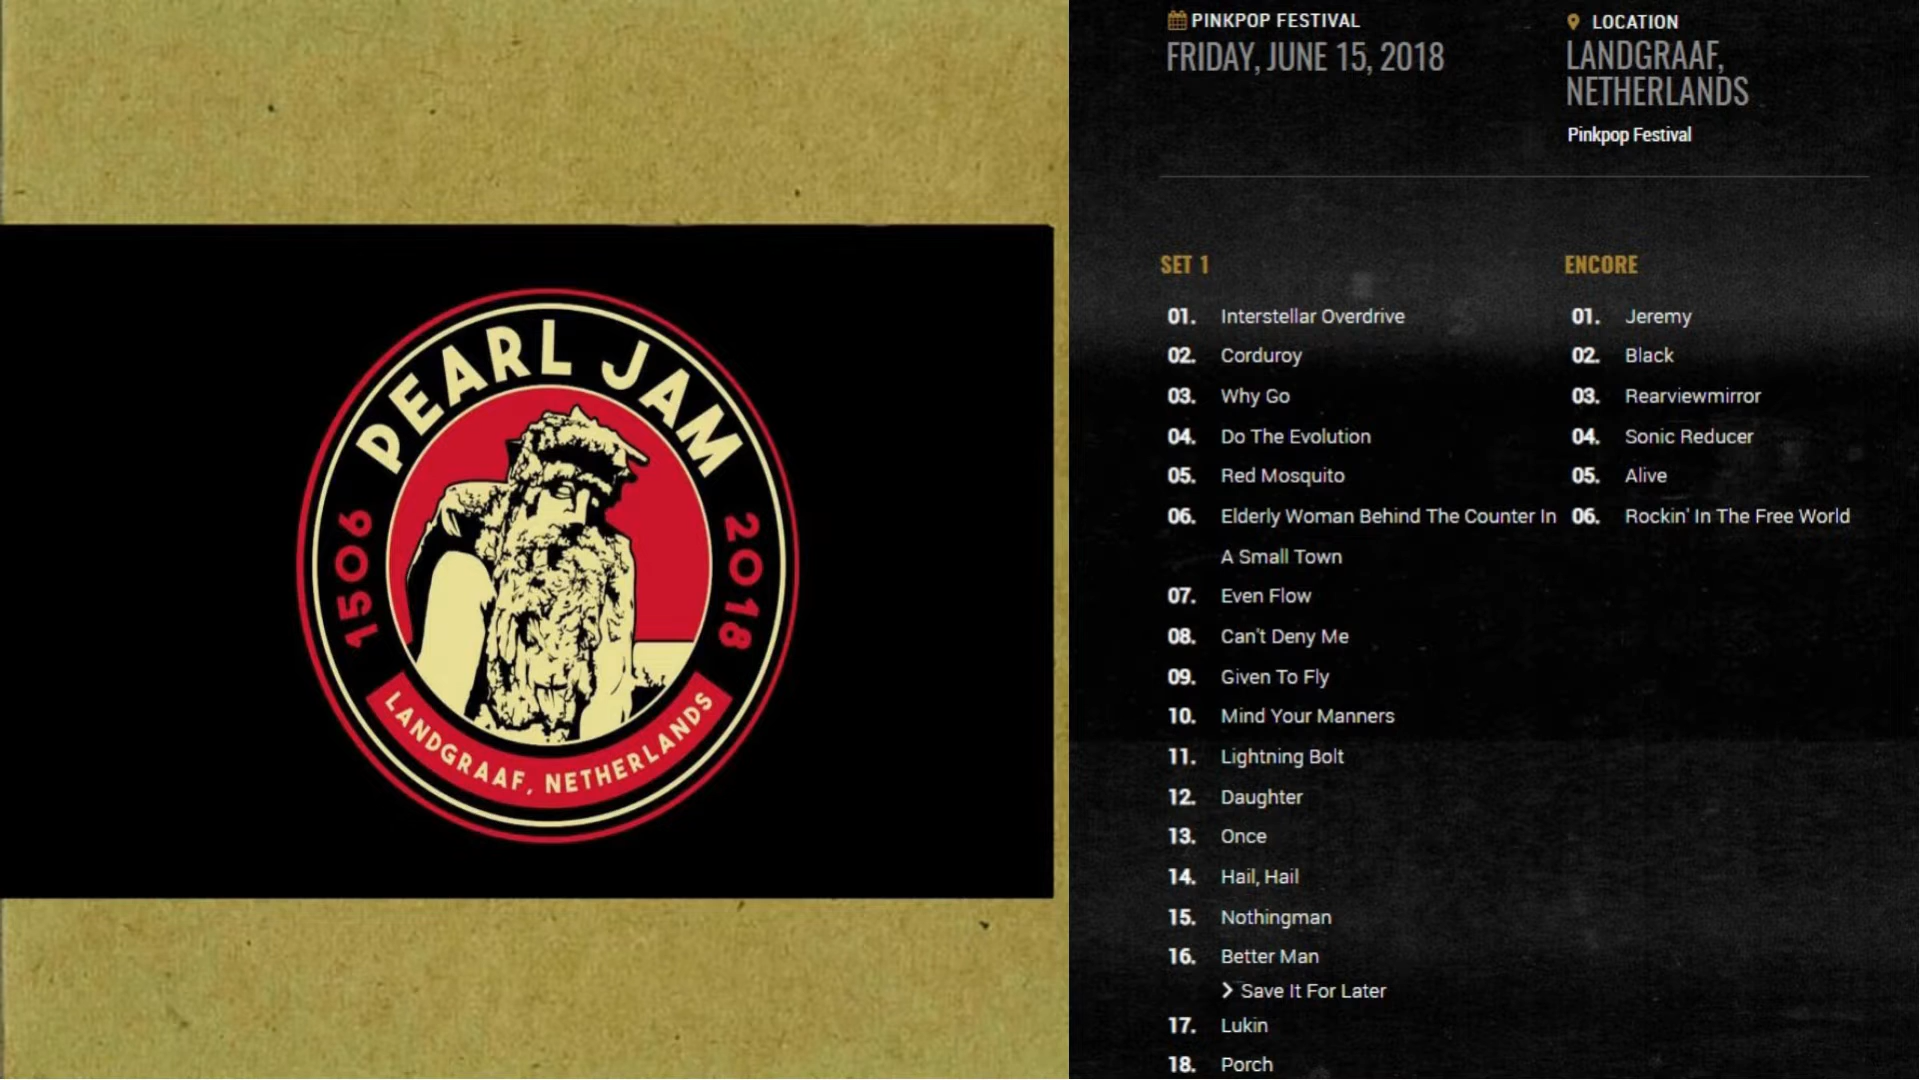 PEARL JAM
1506
2018
LANDGRAAF, NETHERLANDS
PINKPOP FESTIVAL
FRIDAY, JUNE 15, 2018
LOCATION
LANDGRAAF,
NETHERLANDS
Pinkpop Festival
SET 1
01. Interstellar Overdrive
02. Corduroy
03. Why Go
04. Do The Evolution
05. Red Mosquito
06. Elderly Woman Behind The Counter In
A Small Town
07. Even Flow
08. Can't Deny Me
09. Given To Fly
10. Mind Your Manners
11. Lightning Bolt
12. Daughter
13. Once
14. Hail, Hail
15. Nothingman
16. Better Man
> Save It For Later
17. Lukin
18. Porch
ENCORE
01. Jeremy
02. Black
03. Rearviewmirror
04. Sonic Reducer
05. Alive
06. Rockin' In The Free World